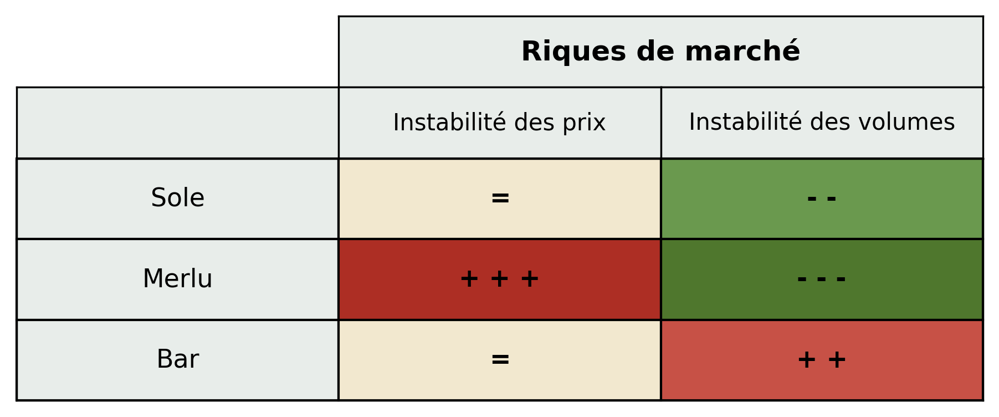 Riques de marché
Instabilité des prix Instabilité des volumes
Sole = - -
Merlu + + + - - -
Bar = + +